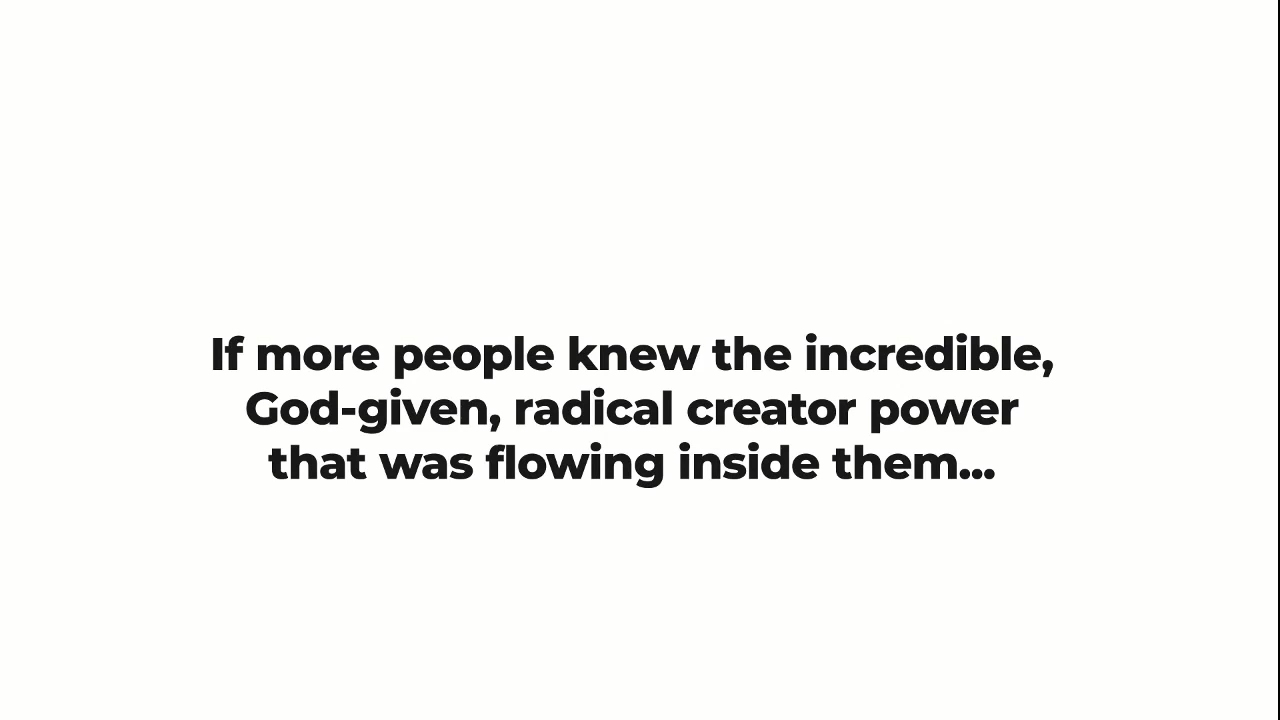 If more people knew the incredible,
God-given, radical creator power
that was flowing inside them...